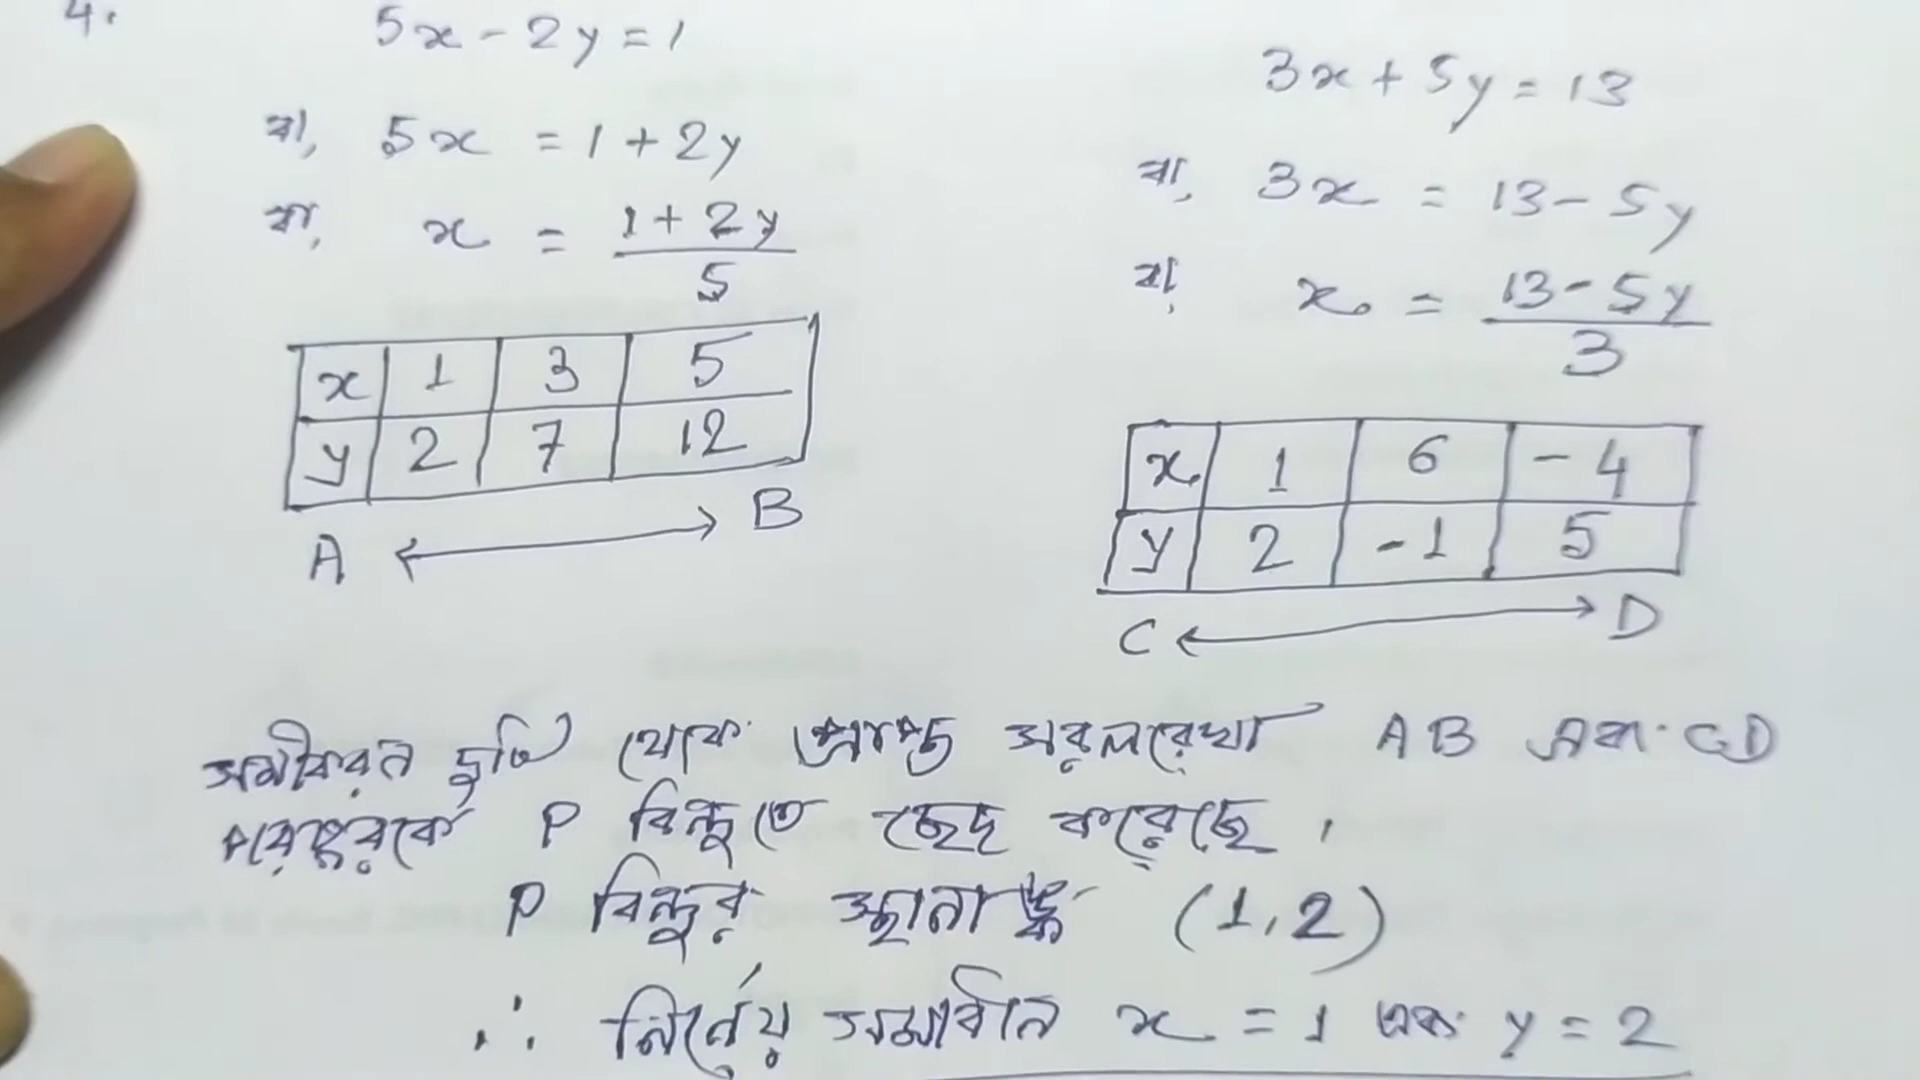 4.
5x - 2y = 1
বা, 5x = 1 + 2y
বা, x = (1 + 2y)/5
x 1 3 5
y 2 7 12
A ↔ B
3x + 5y = 13
বা, 3x = 13 - 5y
বা, x = (13 - 5y)/3
x 1 6 -4
y 2 -1 5
C ↔ D
সমীকরন দুটি থেকে প্রাপ্ত সরলরেখা AB এবং CD
পরস্পরকে P বিন্দুতে ছেদ করেছে।
P বিন্দুর স্থানাঙ্ক (1, 2)
∴ নির্ণেয় সমাধান x = 1 এবং y = 2